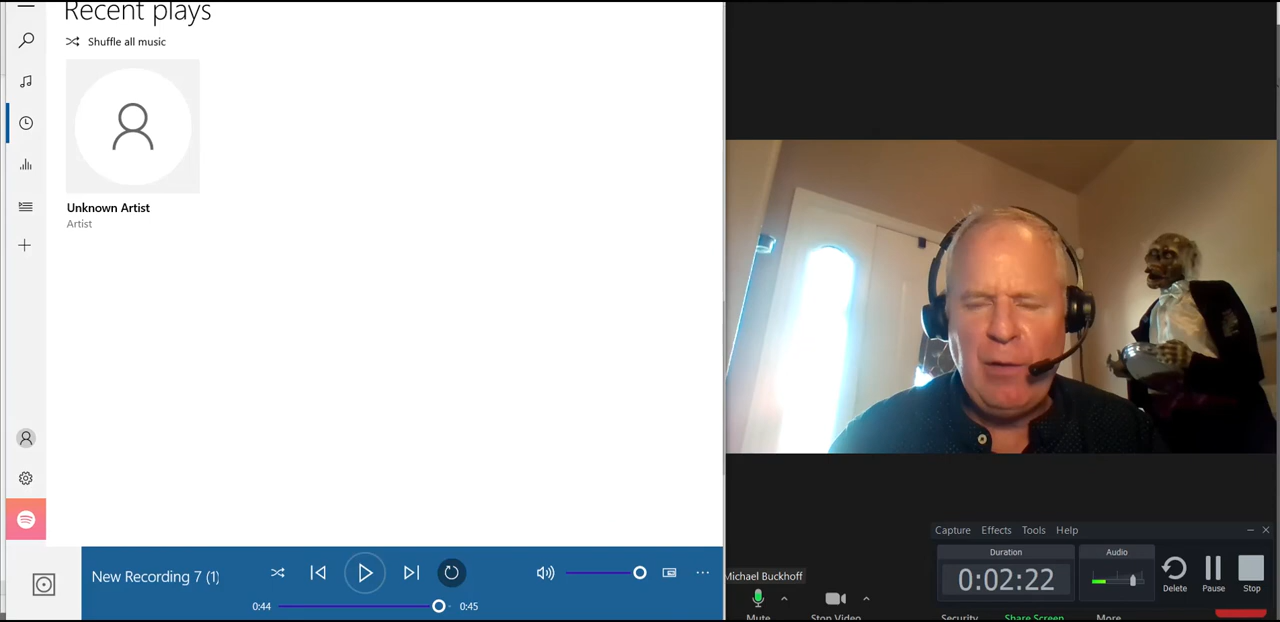 Recent plays
Shuffle all music
Unknown Artist
Artist
New Recording 7 (1)
0:44
0:45
Michael Buckhoff
Mute
Stop Video
Security
Share Screen
More
Capture Effects Tools Help
Duration
0:02:22
Audio
Delete
Pause
Stop